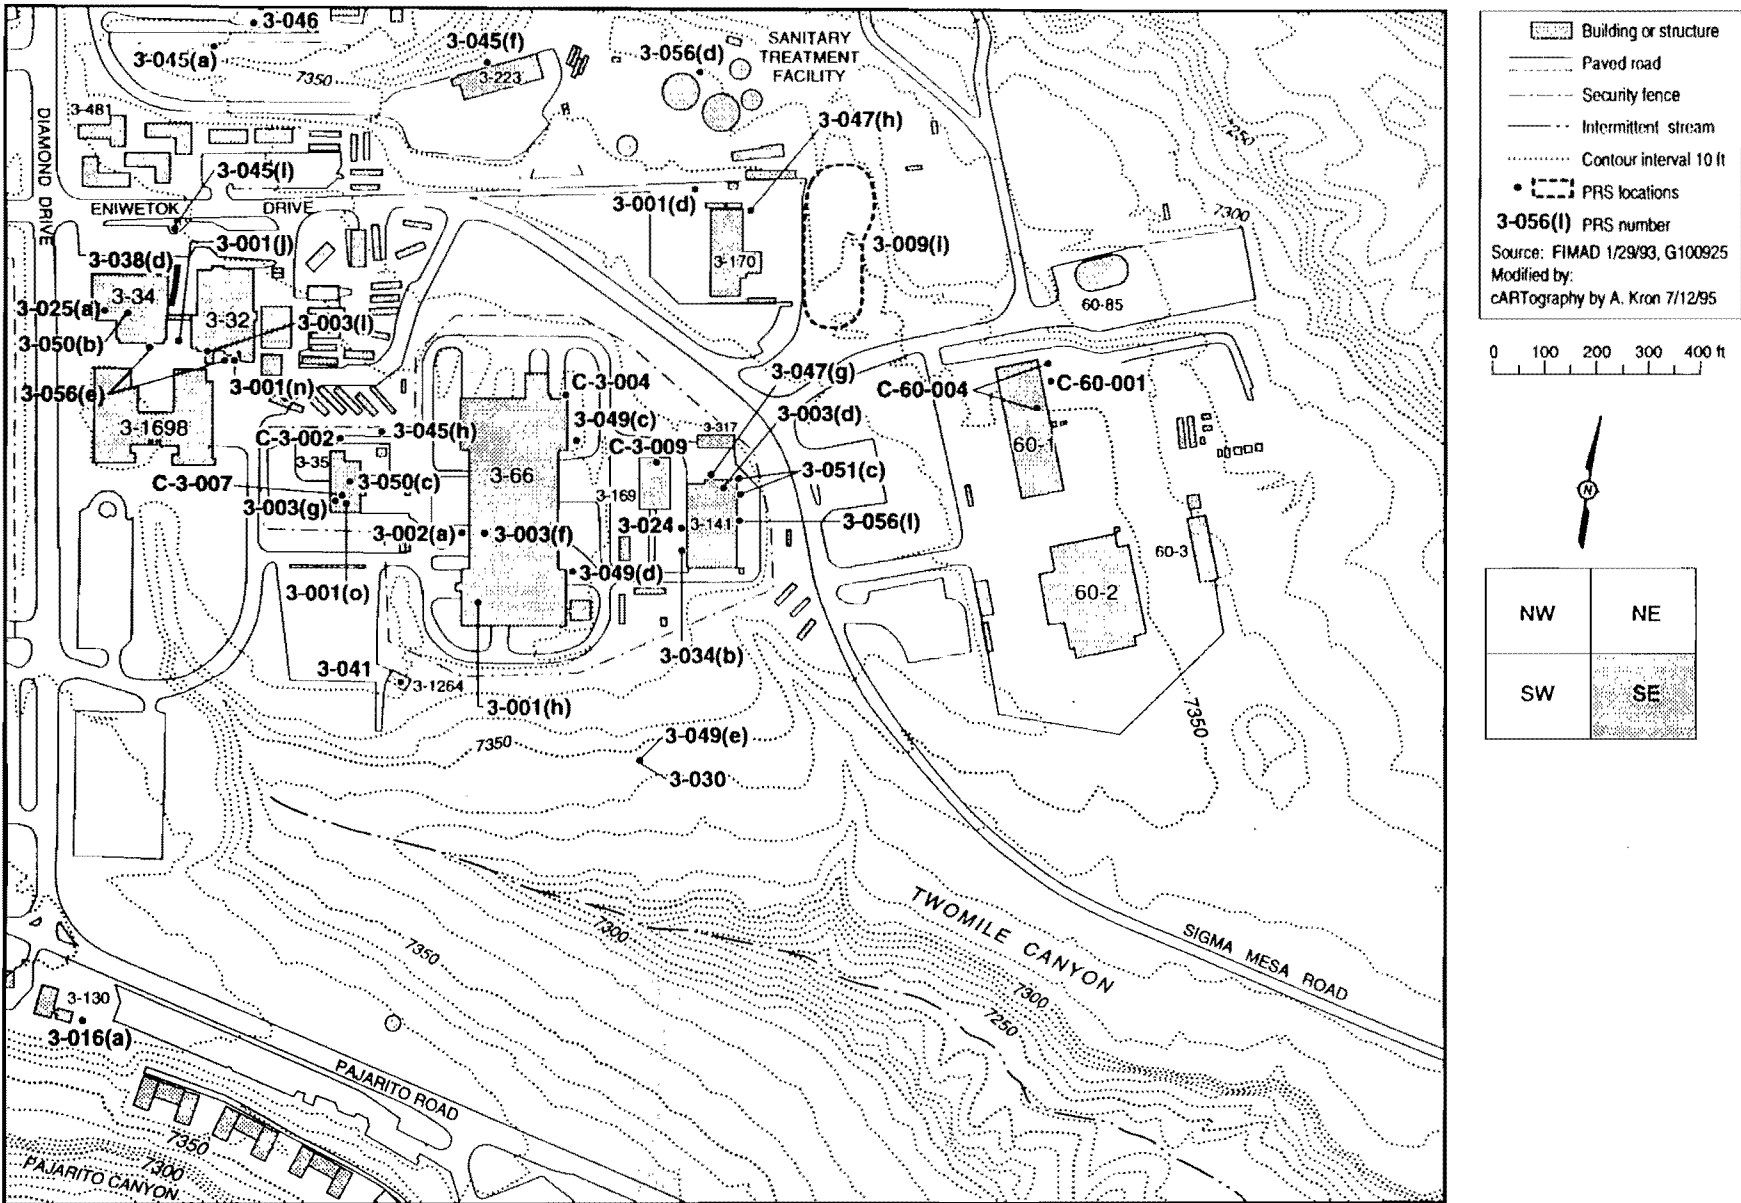 3-046
3-045(a)
7350
3-045(f)
3-223
3-056(d)
SANITARY
TREATMENT
FACILITY
7250
3-481
3-047(h)
DIAMOND DRIVE
3-045(l)
ENIWETOK DRIVE
3-001(d)
7300
3-001(j)
3-009(i)
3-038(d)
3-170
3-34
60-85
3-025(a)
3-32
3-003(l)
3-050(b)
3-047(g)
C-3-004
C-60-004
C-60-001
3-056(e)
3-001(n)
3-003(d)
3-049(c)
3-1698
3-045(h)
3-317
C-3-002
C-3-009
60-1
3-35
3-66
3-051(c)
C-3-007
3-050(c)
3-169
3-003(g)
3-024
3-141
3-056(l)
3-002(a)
3-003(f)
60-3
3-049(d)
3-001(o)
60-2
3-034(b)
3-041
3-1264
3-001(h)
7350
7350
3-049(e)
3-030
TWOMILE CANYON
7300
7350
SIGMA MESA ROAD
7300
7250
3-130
3-016(a)
PAJARITO ROAD
7350
7300
PAJARITO CANYON
Building or structure
Paved road
Security fence
Intermittent stream
Contour interval 10 ft
PRS locations
3-056(l) PRS number
Source: FIMAD 1/29/93, G100925
Modified by:
cARTography by A. Kron 7/12/95
0 100 200 300 400 ft
N
NW NE
SW SE